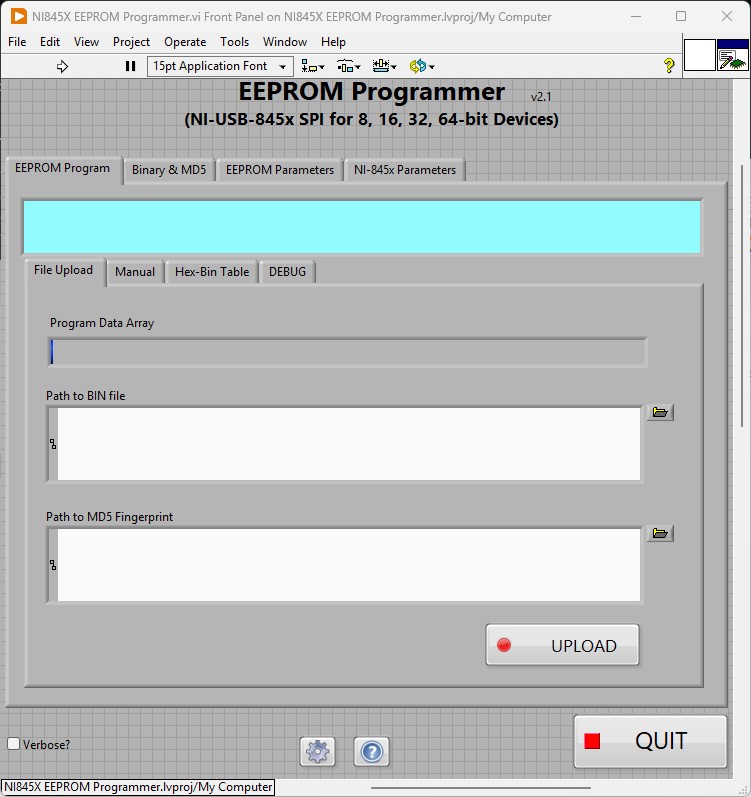 NI845X EEPROM Programmer.vi Front Panel on NI845X EEPROM Programmer.lvproj/My Computer
File Edit View Project Operate Tools Window Help
15pt Application Font
?
EEPROM Programmer v2.1
(NI-USB-845x SPI for 8, 16, 32, 64-bit Devices)
EEPROM Program Binary & MD5 EEPROM Parameters NI-845x Parameters
File Upload Manual Hex-Bin Table DEBUG
Program Data Array
Path to BIN file
Path to MD5 Fingerprint
UPLOAD
Verbose?
?
QUIT
NI845X EEPROM Programmer.lvproj/My Computer